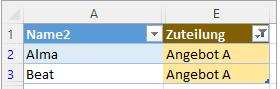 A E
1 Name2 Zuteilung
2 Alma Angebot A
3 Beat Angebot A